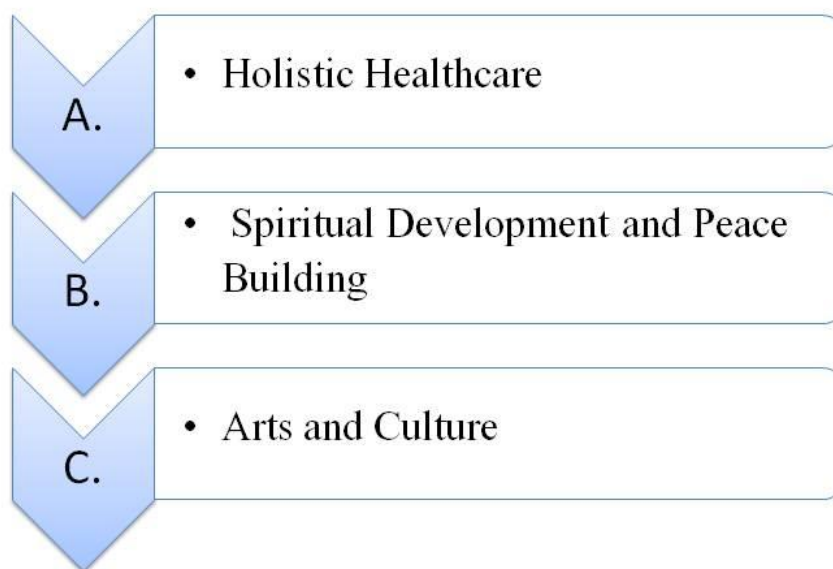 A.
• Holistic Healthcare
B.
• Spiritual Development and Peace
Building
C.
• Arts and Culture